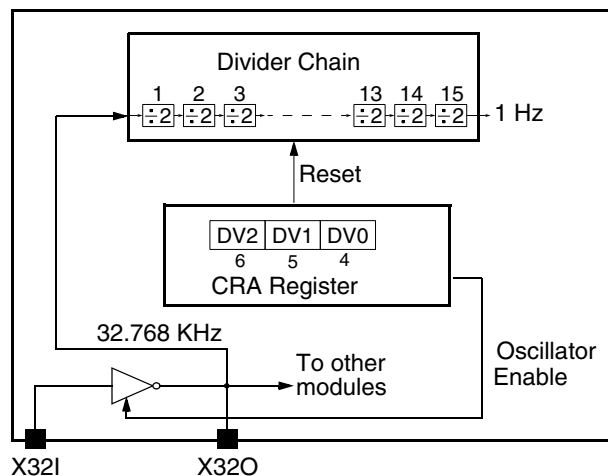 Divider Chain
1 2 3 13 14 15
÷2 ÷2 ÷2 ÷2 ÷2 ÷2 1 Hz
Reset
DV2 DV1 DV0
6 5 4
CRA Register
32.768 KHz
To other
modules
Oscillator
Enable
X32I X32O